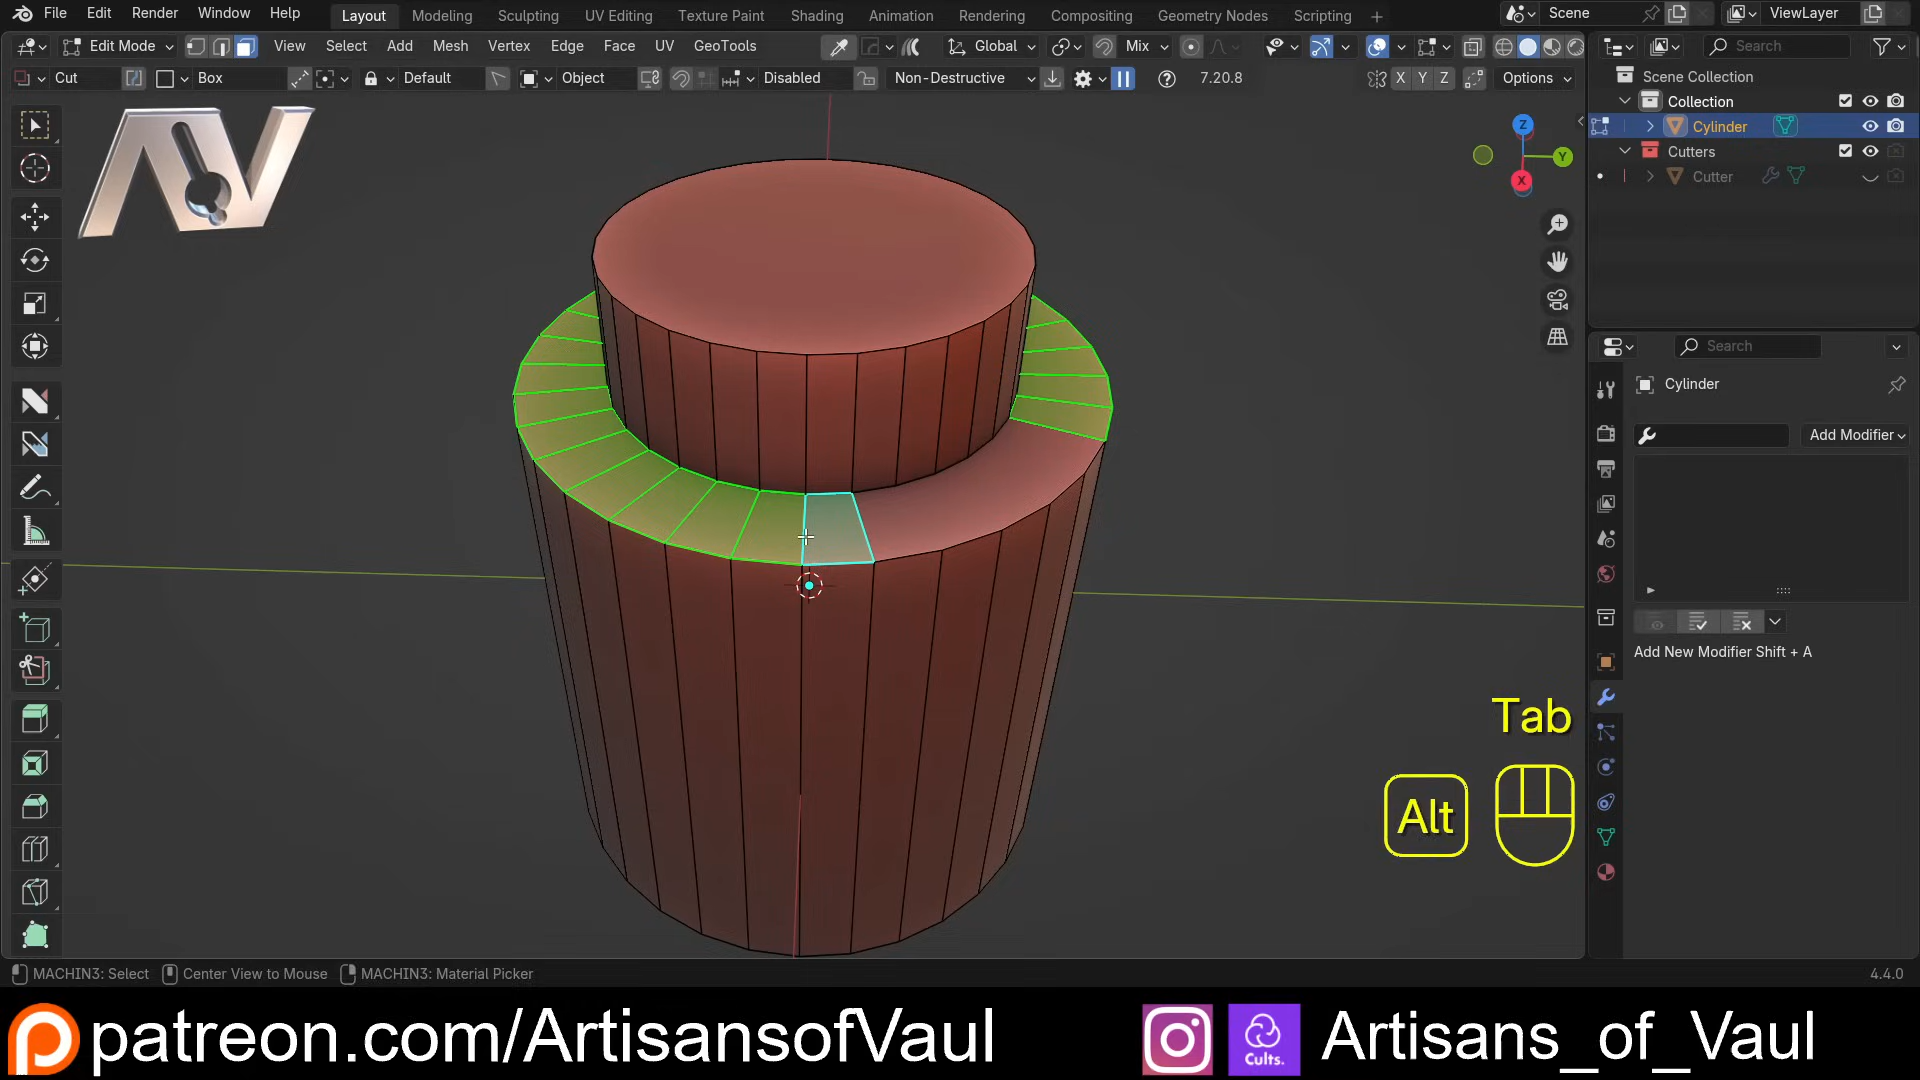 File Edit Render Window Help Layout Modeling Sculpting UV Editing Texture Paint Shading Animation Rendering Compositing Geometry Nodes Scripting + Scene ViewLayer
Edit Mode View Select Add Mesh Vertex Edge Face UV GeoTools Global Mix Search
Cut Box Default Object Disabled Non-Destructive 7.20.8 X Y Z Options
Scene Collection
Collection
Cylinder
Cutters
Cutter
AV
Z
Y
X
Search
Cylinder
Add Modifier
Add New Modifier Shift + A
Tab
Alt
MACHIN3: Select Center View to Mouse MACHIN3: Material Picker 4.4.0
patreon.com/ArtisansofVaul Cults. Artisans_of_Vaul